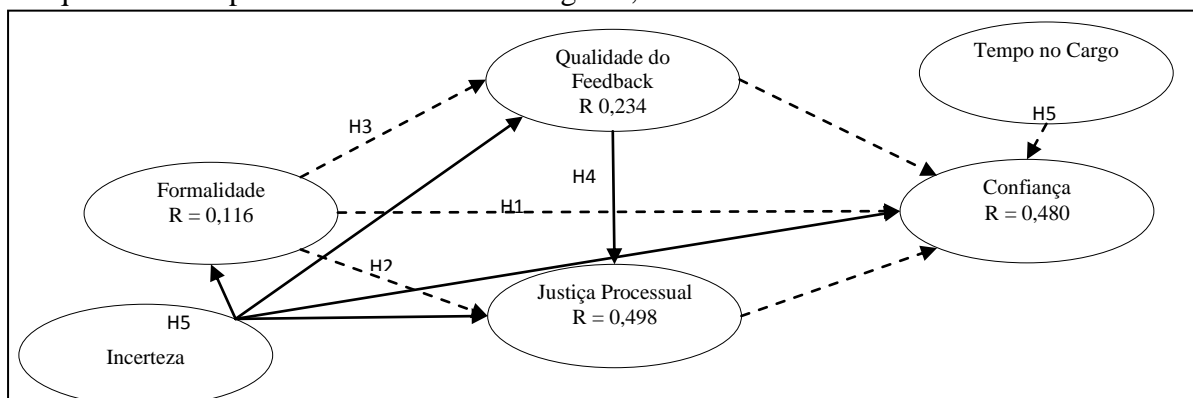 Qualidade do
Feedback
R 0,234
Tempo no Cargo
H5
H3
Formalidade
R = 0,116
H4
H1
Confiança
R = 0,480
H2
Justiça Processual
R = 0,498
H5
Incerteza